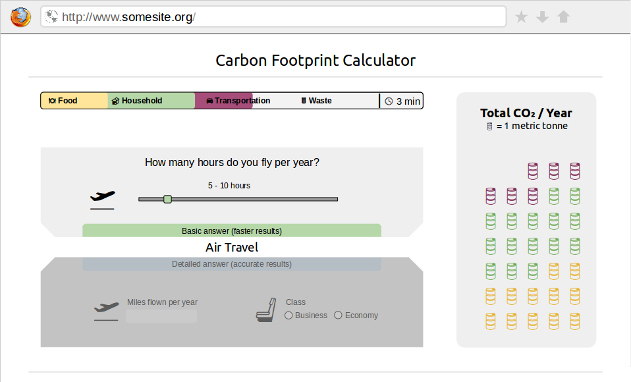 http://www.somesite.org/
Carbon Footprint Calculator
Food Household Transportation Waste 3 min
Total CO₂ / Year
= 1 metric tonne
How many hours do you fly per year?
5 - 10 hours
Basic answer (faster results)
Air Travel
Detailed answer (accurate results)
Miles flown per year
Class
Business Economy